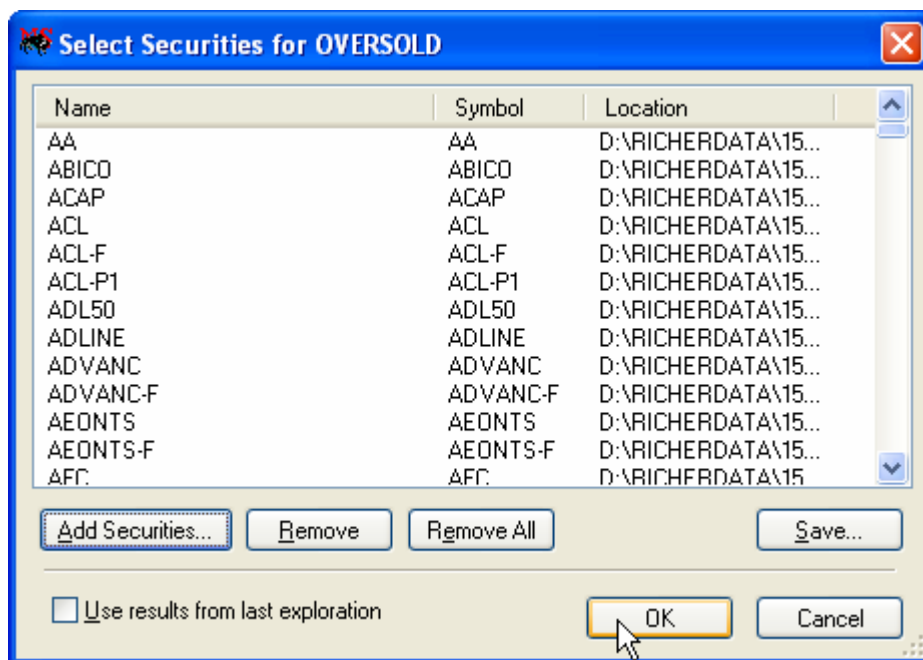 Select Securities for OVERSOLD
Name Symbol Location
AA AA D:\RICHERDATA\15...
ABICO ABICO D:\RICHERDATA\15...
ACAP ACAP D:\RICHERDATA\15...
ACL ACL D:\RICHERDATA\15...
ACL-F ACL-F D:\RICHERDATA\15...
ACL-P1 ACL-P1 D:\RICHERDATA\15...
ADL50 ADL50 D:\RICHERDATA\15...
ADLINE ADLINE D:\RICHERDATA\15...
ADVANC ADVANC D:\RICHERDATA\15...
ADVANC-F ADVANC-F D:\RICHERDATA\15...
AEONTS AEONTS D:\RICHERDATA\15...
AEONTS-F AEONTS-F D:\RICHERDATA\15...
AFC AFC D:\RICHERDATA\15
Add Securities... Remove Remove All Save...
Use results from last exploration OK Cancel